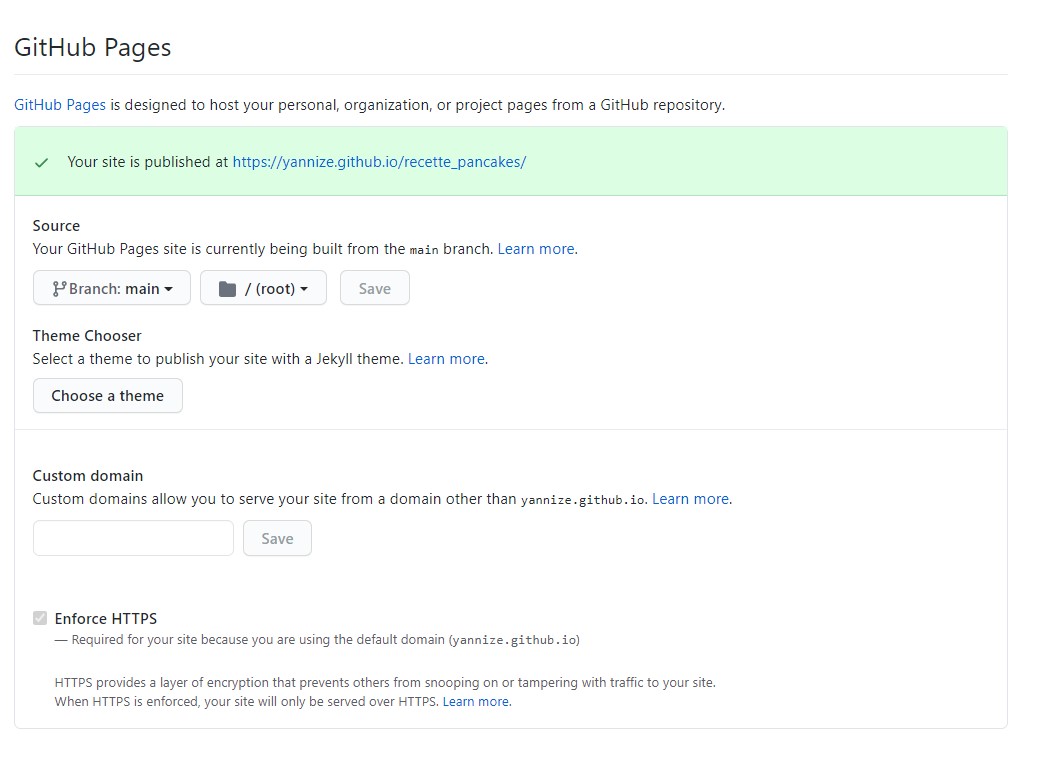 GitHub Pages
GitHub Pages is designed to host your personal, organization, or project pages from a GitHub repository.
Your site is published at https://yannize.github.io/recette_pancakes/
Source
Your GitHub Pages site is currently being built from the main branch. Learn more.
Branch: main
/ (root)
Save
Theme Chooser
Select a theme to publish your site with a Jekyll theme. Learn more.
Choose a theme
Custom domain
Custom domains allow you to serve your site from a domain other than yannize.github.io. Learn more.
Save
Enforce HTTPS
— Required for your site because you are using the default domain (yannize.github.io)
HTTPS provides a layer of encryption that prevents others from snooping on or tampering with traffic to your site.
When HTTPS is enforced, your site will only be served over HTTPS. Learn more.